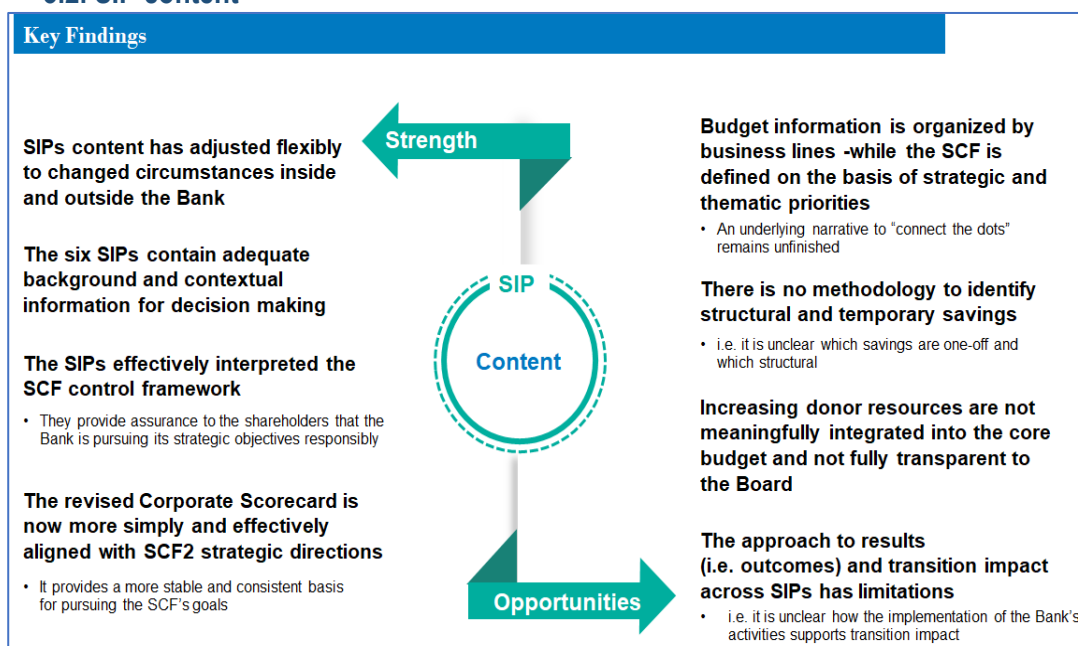 Key Findings
Strength
SIPs content has adjusted flexibly
to changed circumstances inside
and outside the Bank
The six SIPs contain adequate
background and contextual
information for decision making
The SIPs effectively interpreted the
SCF control framework
• They provide assurance to the shareholders that the
Bank is pursuing its strategic objectives responsibly
The revised Corporate Scorecard is
now more simply and effectively
aligned with SCF2 strategic directions
• It provides a more stable and consistent basis
for pursuing the SCF's goals
SIP
Content
Opportunities
Budget information is organized by
business lines -while the SCF is
defined on the basis of strategic and
thematic priorities
• An underlying narrative to “connect the dots”
remains unfinished
There is no methodology to identify
structural and temporary savings
• i.e. it is unclear which savings are one-off and
which structural
Increasing donor resources are not
meaningfully integrated into the core
budget and not fully transparent to
the Board
The approach to results
(i.e. outcomes) and transition impact
across SIPs has limitations
• i.e. it is unclear how the implementation of the Bank's
activities supports transition impact